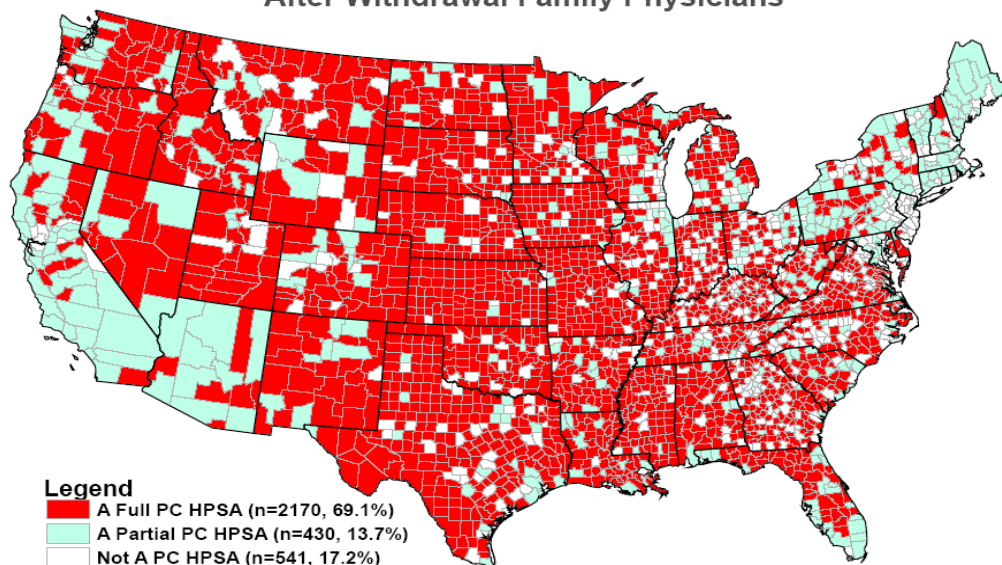 After Withdrawal Family Physicians
Legend
A Full PC HPSA (n=2170, 69.1%)
A Partial PC HPSA (n=430, 13.7%)
Not A PC HPSA (n=541, 17.2%)